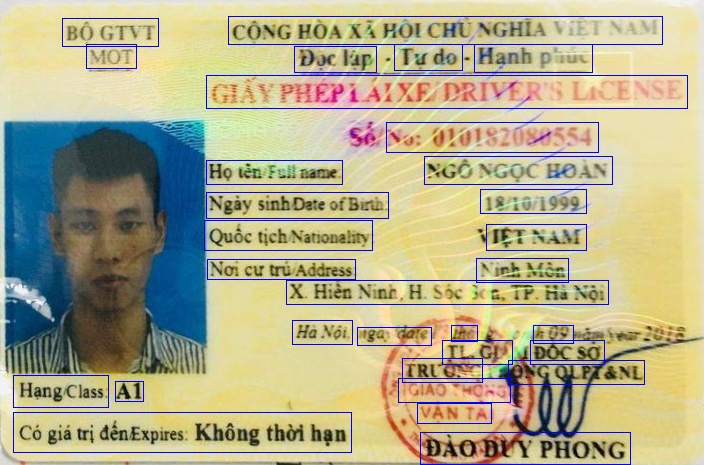 BỘ GTVT
MOT
CỘNG HÒA XÃ HỘI CHỦ NGHĨA VIỆT NAM
Độc lập - Tự do - Hạnh phúc
GIẤY PHÉP LÁI XE/ DRIVER'S LICENSE
Số/No: 010182080554
Họ tên/Full name: NGÔ NGỌC HOÀN
Ngày sinh/Date of Birth: 18/10/1999
Quốc tịch/Nationality: VIỆT NAM
Nơi cư trú/Address: Ninh Môn
X. Hiền Ninh, H. Sóc Sơn, TP. Hà Nội
Hà Nội, ngày/date tháng 09 năm/year 2018
TL. GIÁM ĐỐC SỞ
TRƯỞNG PHÒNG QLPT&NL
GIAO THÔNG
VẬN TẢI
Hạng/Class: A1
Có giá trị đến/Expires: Không thời hạn
ĐÀO DUY PHONG